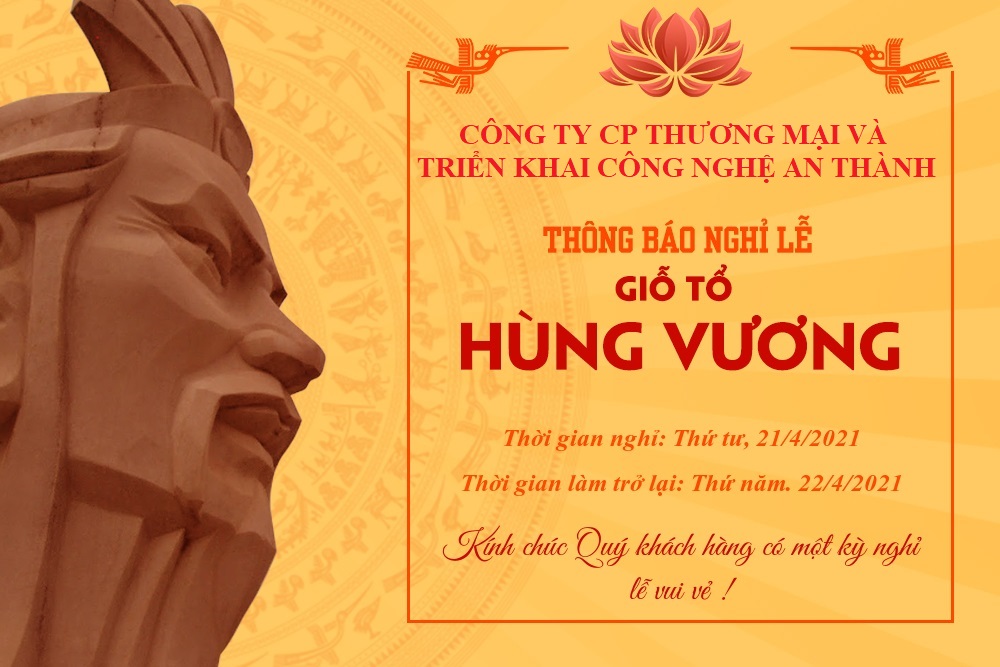 CÔNG TY CP THƯƠNG MẠI VÀ
TRIỂN KHAI CÔNG NGHỆ AN THÀNH
THÔNG BÁO NGHỈ LỄ
GIỖ TỔ
HÙNG VƯƠNG
Thời gian nghỉ: Thứ tư, 21/4/2021
Thời gian làm trở lại: Thứ năm. 22/4/2021
Kính chúc Quý khách hàng có một kỳ nghỉ
lễ vui vẻ !